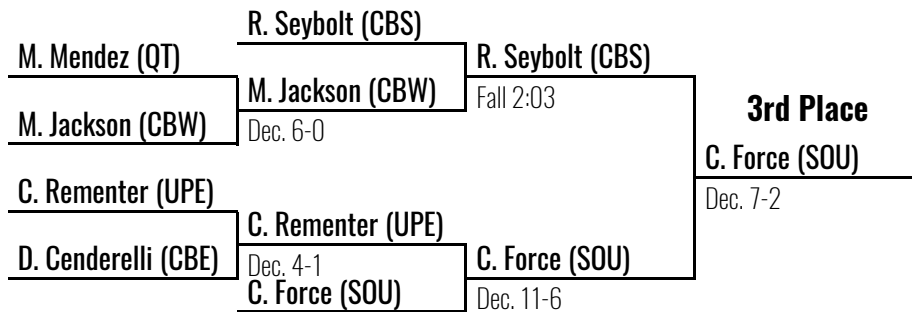 R. Seybolt (CBS)
M. Mendez (QT)
R. Seybolt (CBS)
M. Jackson (CBW)
Fall 2:03
3rd Place
M. Jackson (CBW)
Dec. 6-0
C. Force (SOU)
C. Rementer (UPE)
Dec. 7-2
C. Rementer (UPE)
D. Cenderelli (CBE)
Dec. 4-1
C. Force (SOU)
C. Force (SOU)
Dec. 11-6